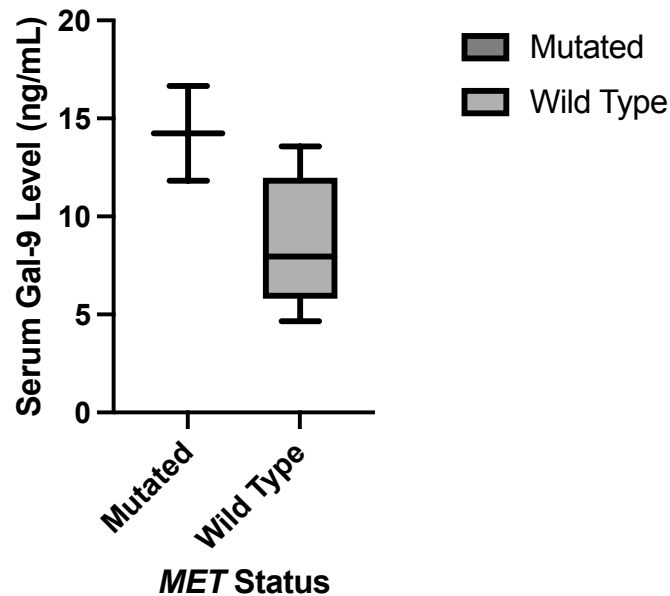 Serum Gal-9 Level (ng/mL)
20
15
10
5
0
Mutated
Wild Type
MET Status
Mutated
Wild Type